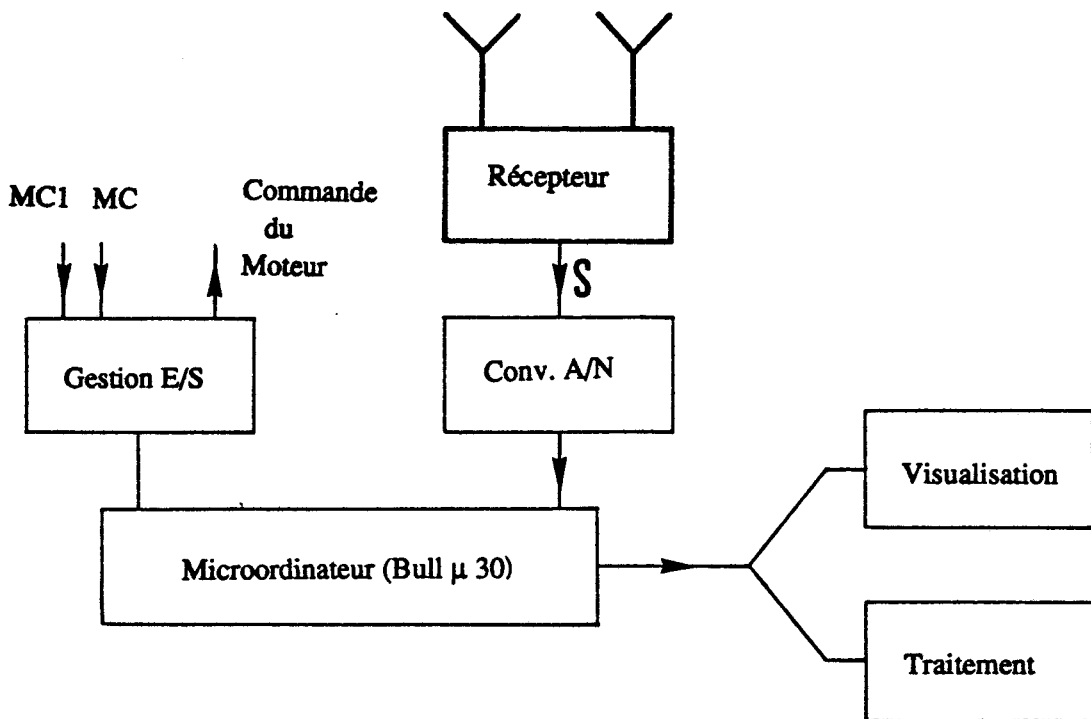 Récepteur
MC1 MC
Commande
du
Moteur
S
Gestion E/S
Conv. A/N
Visualisation
Microordinateur (Bull μ 30)
Traitement